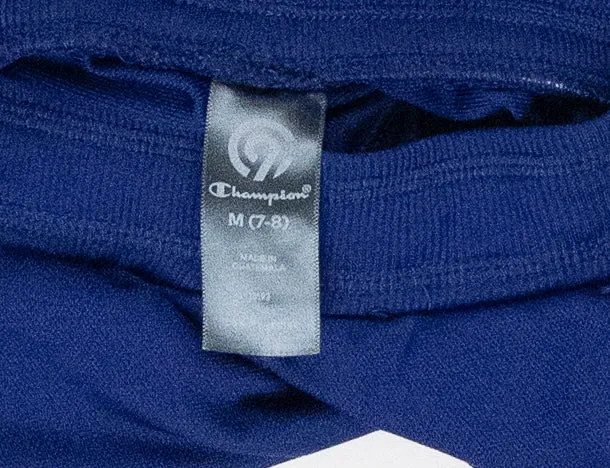 Champion®
M (7-8)
MADE IN
GUATEMALA